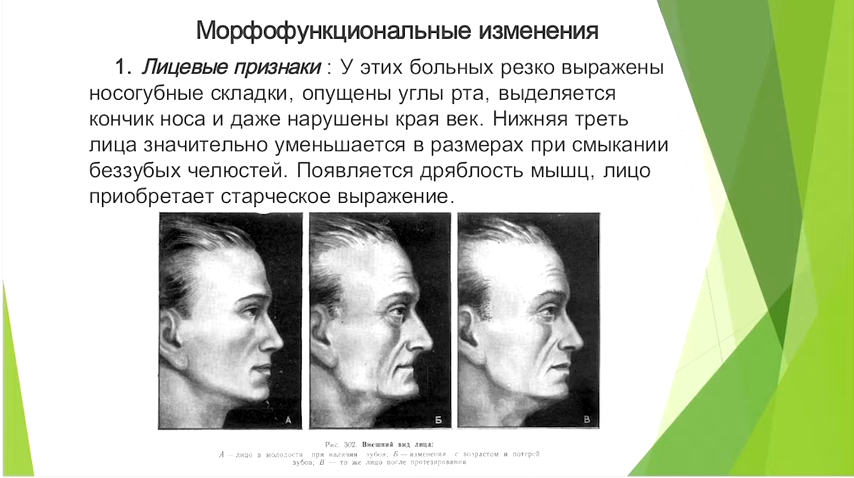 Морфофункциональные изменения
1. Лицевые признаки : У этих больных резко выражены
носогубные складки, опущены углы рта, выделяется
кончик носа и даже нарушены края век. Нижняя треть
лица значительно уменьшается в размерах при смыкании
беззубых челюстей. Появляется дряблость мышц, лицо
приобретает старческое выражение.
А Б В
Рис. 302. Внешний вид лица:
А — лицо в молодости при наличии зубов; Б — изменения с возрастом и потерей
зубов; В — то же лицо после протезирования